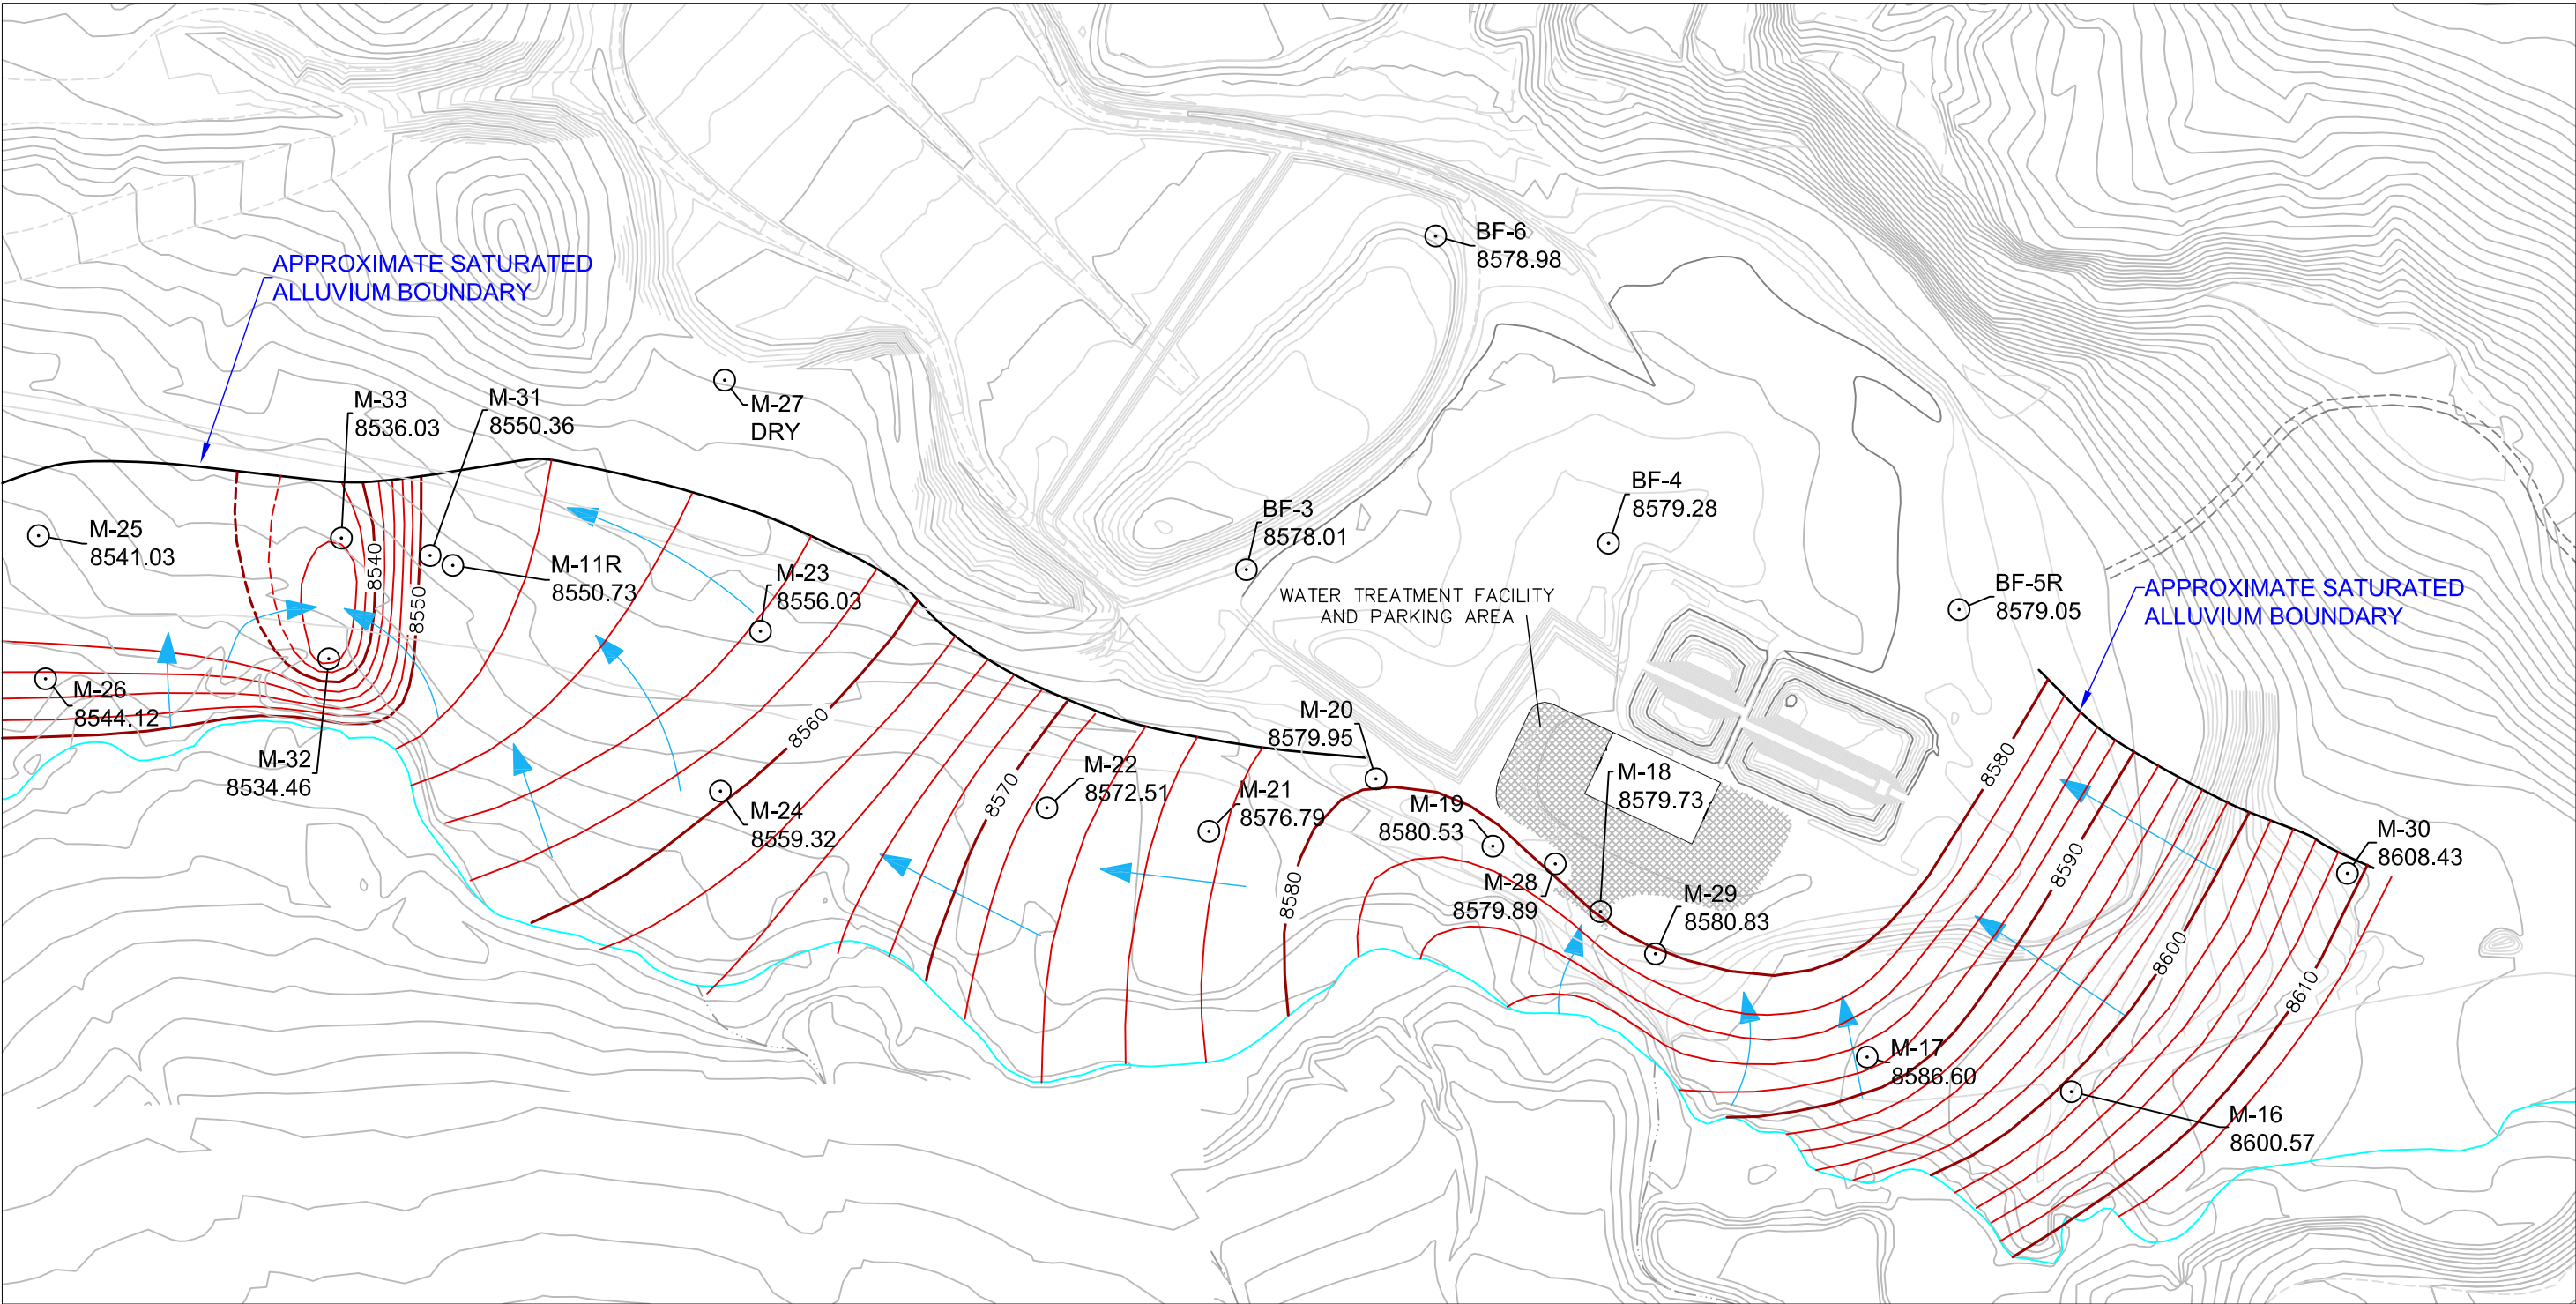 BF-6
8578.98
APPROXIMATE SATURATED
ALLUVIUM BOUNDARY
M-33
8536.03
M-31
8550.36
M-27
DRY
BF-4
8579.28
BF-3
8578.01
M-25
8541.03
8540
8550
M-11R
8550.73
M-23
8556.03
WATER TREATMENT FACILITY
AND PARKING AREA
BF-5R
8579.05
APPROXIMATE SATURATED
ALLUVIUM BOUNDARY
M-26
8544.12
M-32
8534.46
8560
M-24
8559.32
8570
M-22
8572.51
M-21
8576.79
M-20
8579.95
M-19
8580.53
M-18
8579.73
8580
8580
M-28
8579.89
M-29
8580.83
8590
M-30
8608.43
8600
8610
M-17
8586.60
M-16
8600.57